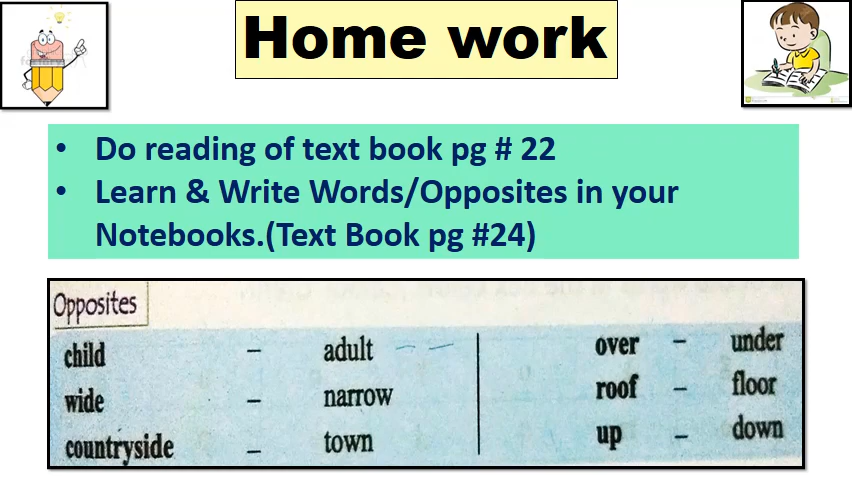 Home work
• Do reading of text book pg # 22
• Learn & Write Words/Opposites in your
Notebooks.(Text Book pg #24)
Opposites
child – adult
wide – narrow
countryside – town
over – under
roof – floor
up – down